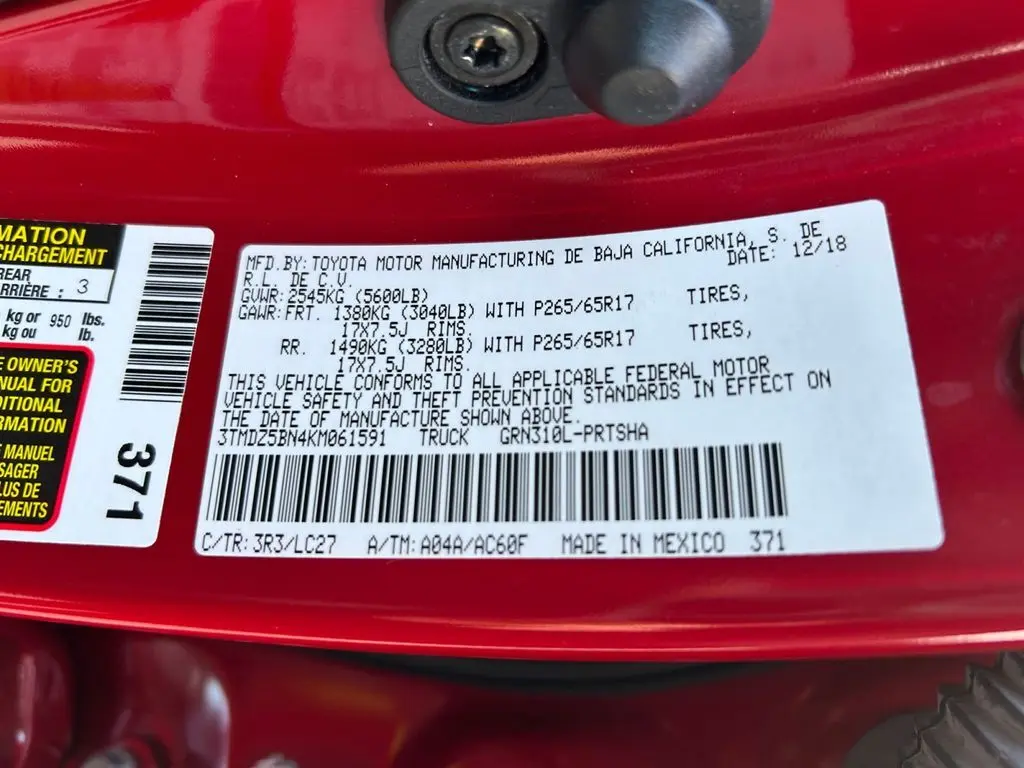 MATION
CHARGEMENT
REAR
ARRIÈRE : 3
kg or 950 lbs.
kg ou lb.
E OWNER'S
NUAL FOR
DITIONAL
RMATION
E MANUEL
SAGER
LUS DE
EMENTS
371
MFD.BY:TOYOTA MOTOR MANUFACTURING DE BAJA CALIFORNIA, S. DE
R.L. DE C.V. DATE: 12/18
GVWR:2545KG (5600LB)
GAWR:FRT. 1380KG (3040LB) WITH P265/65R17 TIRES,
17X7.5J RIMS.
RR. 1490KG (3280LB) WITH P265/65R17 TIRES,
17X7.5J RIMS.
THIS VEHICLE CONFORMS TO ALL APPLICABLE FEDERAL MOTOR
VEHICLE SAFETY AND THEFT PREVENTION STANDARDS IN EFFECT ON
THE DATE OF MANUFACTURE SHOWN ABOVE.
3TMDZ5BN4KM061591 TRUCK GRN310L-PRTSHA
C/TR:3R3/LC27 A/TM:A04A/AC60F MADE IN MEXICO 371